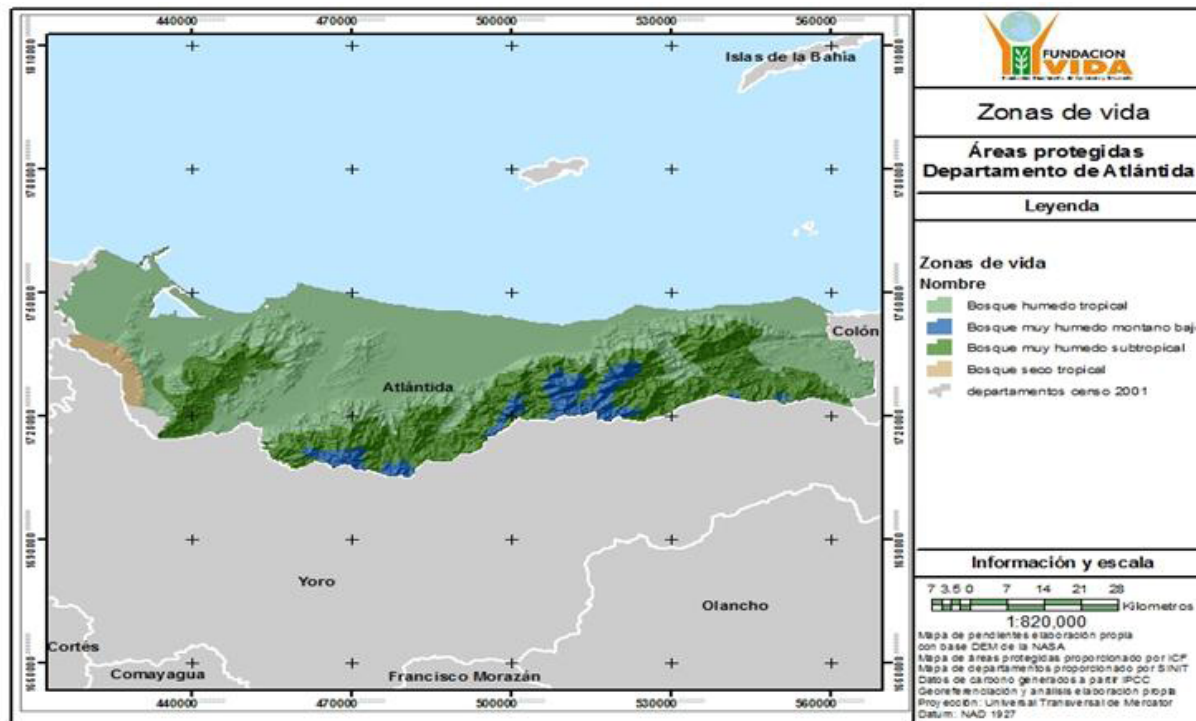 440000 470000 500000 530000 560000
Islas de la Bahía
Colón
Atlántida
Yoro
Olancho
Cortés
Comayagua
Francisco Morazán
440000 470000 500000 530000 560000
FUNDACION
VIDA
Zonas de vida
Áreas protegidas
Departamento de Atlántida
Leyenda
Zonas de vida
Nombre
Bosque humedo tropical
Bosque muy humedo montano baj
Bosque muy humedo subtropical
Bosque seco tropical
departamentos censo 2001
Información y escala
7 3.5 0 7 14 21 28
Kilometros
1:820,000
Mapa de pendientes elaboración propia
con base DEM de la NASA
Mapa de áreas protegidas proporcionado por ICF
Mapa de departamentos proporcionado por SINIT
Datos de carbono generados a partir IPCC
Georeferenciación y análisis elaboración propia
Proyección: Universal Transversal de Mercator
Datum: NAD 1927